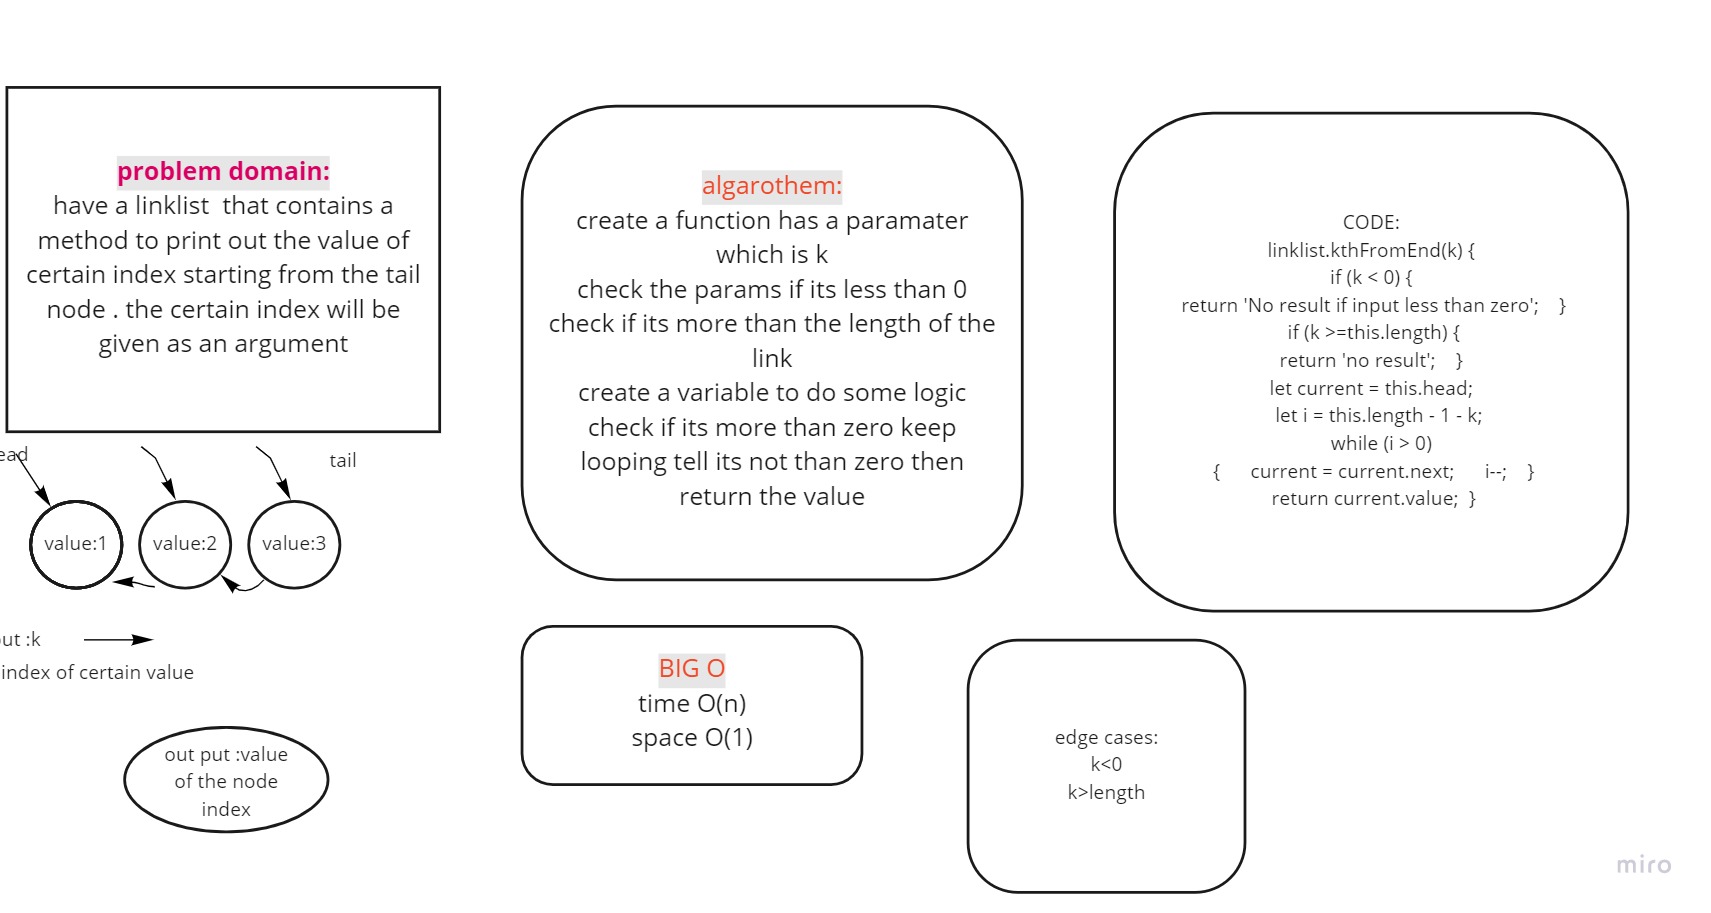 problem domain:
have a linklist  that contains a
method to print out the value of
certain index starting from the tail
node . the certain index will be
given as an argument
tail
value:1
value:2
value:3
:k
index of certain value
out put :value
of the node
index
algarothem:
create a function has a paramater
which is k
check the params if its less than 0
check if its more than the length of the
link
create a variable to do some logic
check if its more than zero keep
looping tell its not than zero then
return the value
BIG O
time O(n)
space O(1)
CODE:
linklist.kthFromEnd(k) {
if (k < 0) {
return 'No result if input less than zero';    }
if (k >=this.length) {
return 'no result';    }
let current = this.head;
let i = this.length - 1 - k;
while (i > 0)
{      current = current.next;      i--;    }
return current.value;  }
edge cases:
k<0
k>length
miro